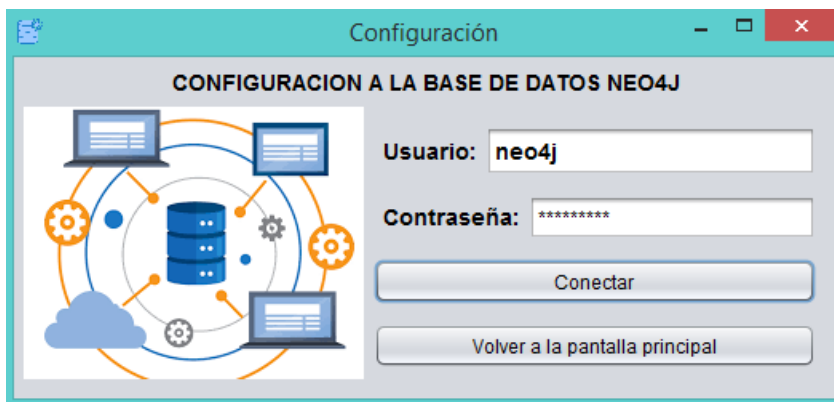 Configuración
CONFIGURACION A LA BASE DE DATOS NEO4J
Usuario: neo4j
Contraseña: *********
Conectar
Volver a la pantalla principal